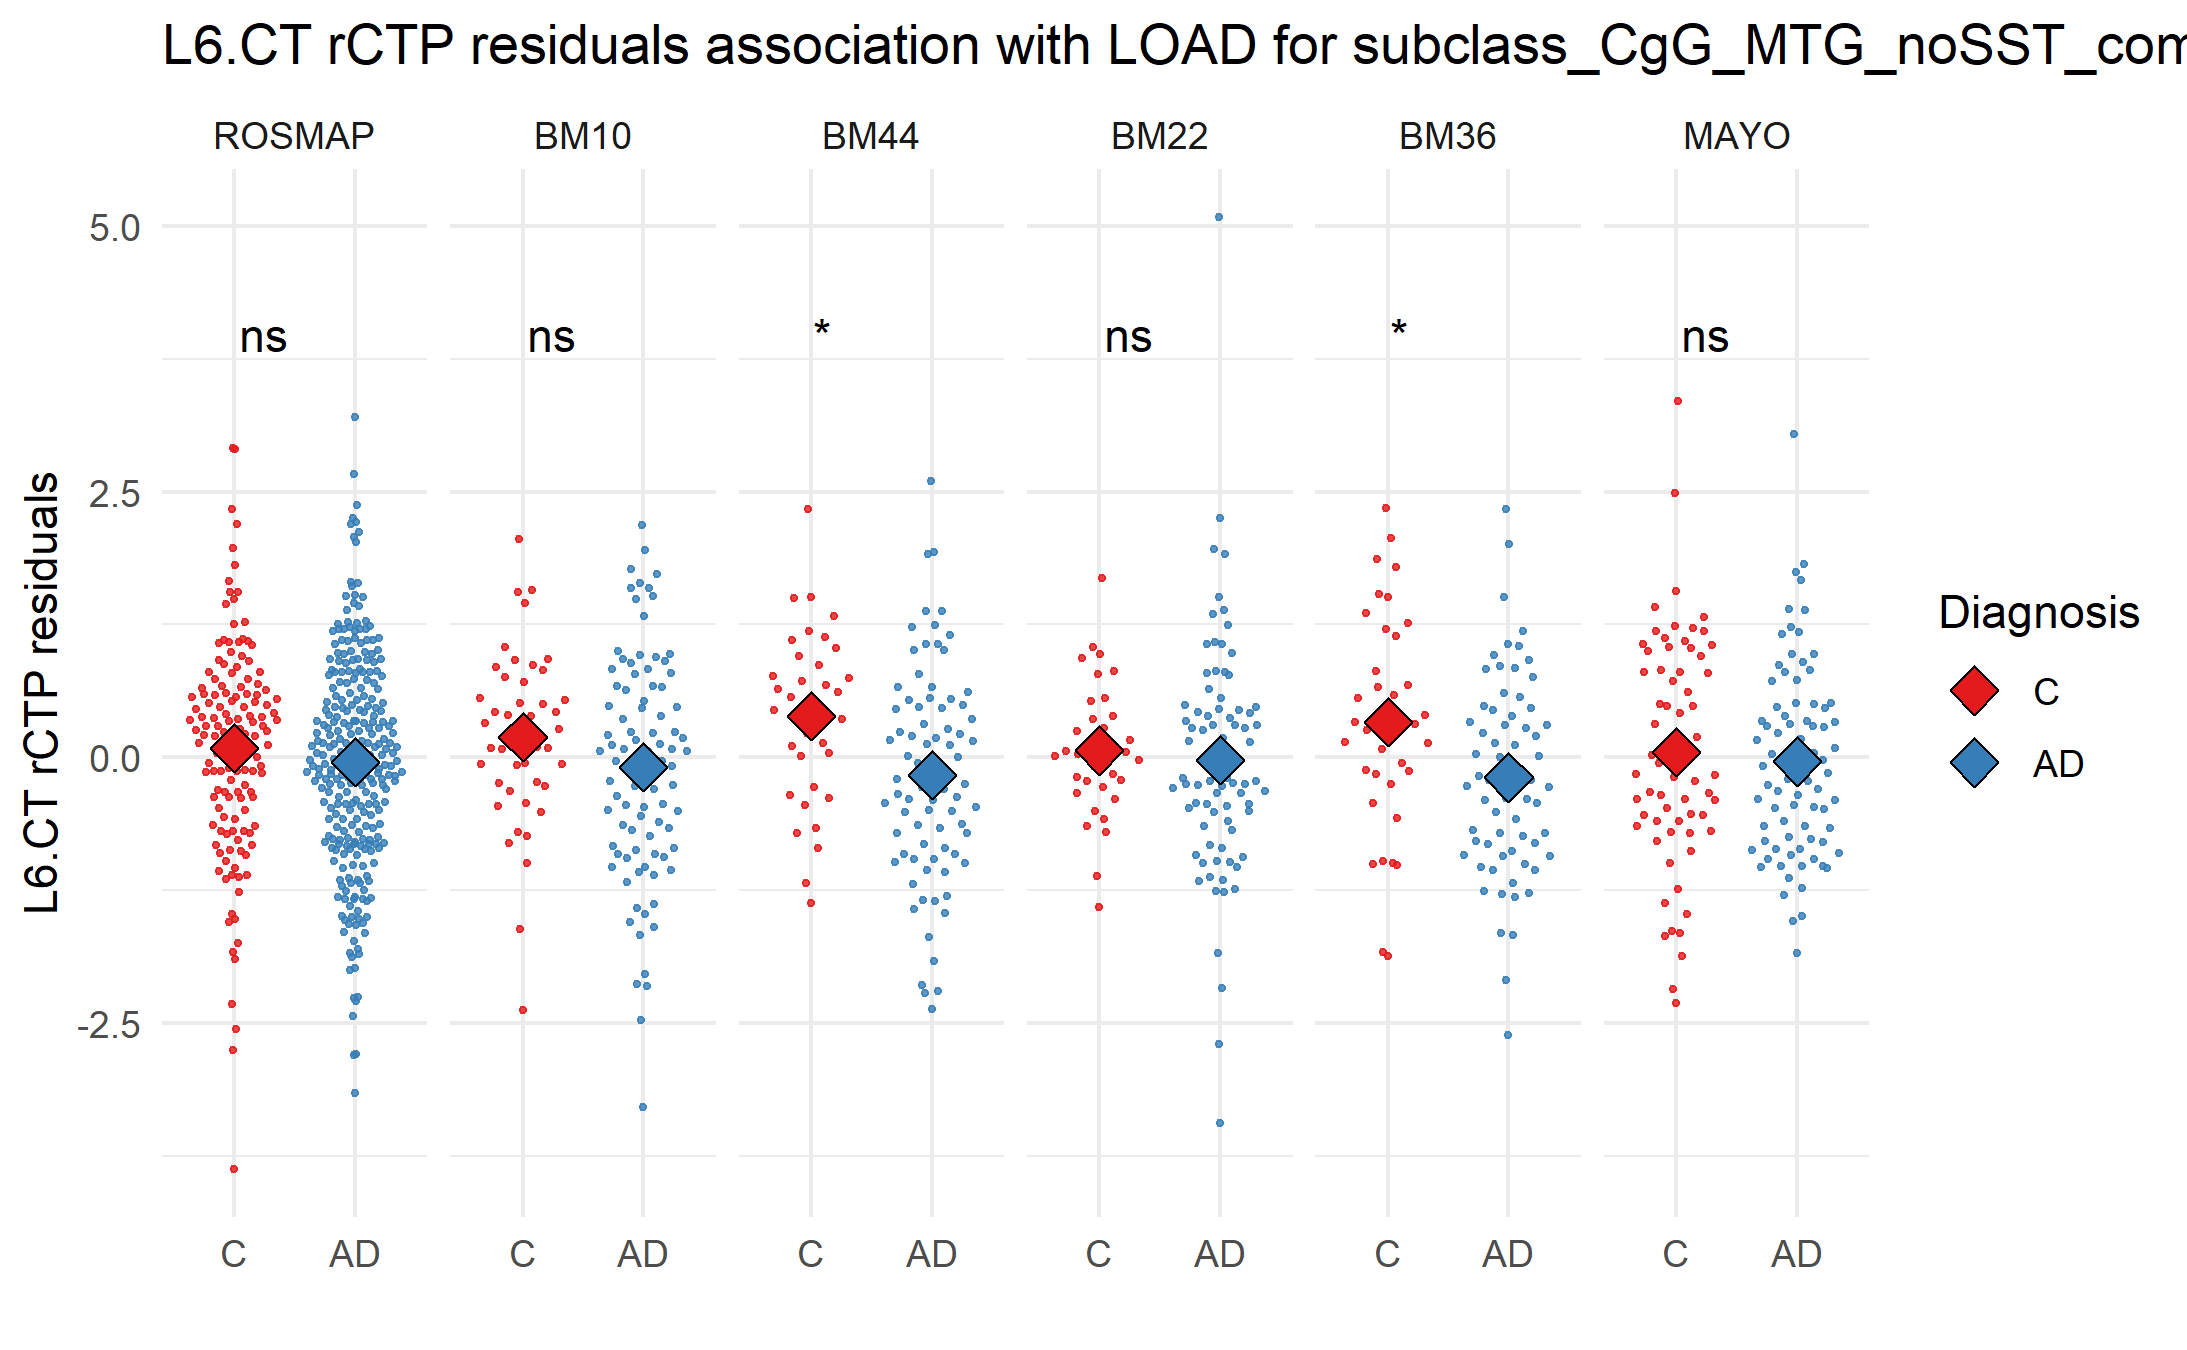 L6.CT rCTP residuals association with LOAD for subclass_CgG_MTG_noSST_con
ROSMAP BM10 BM44 BM22 BM36 MAYO
5.0
ns ns * ns * ns
2.5
0.0
-2.5
L6.CT rCTP residuals
C AD C AD C AD C AD C AD C AD
Diagnosis
C
AD